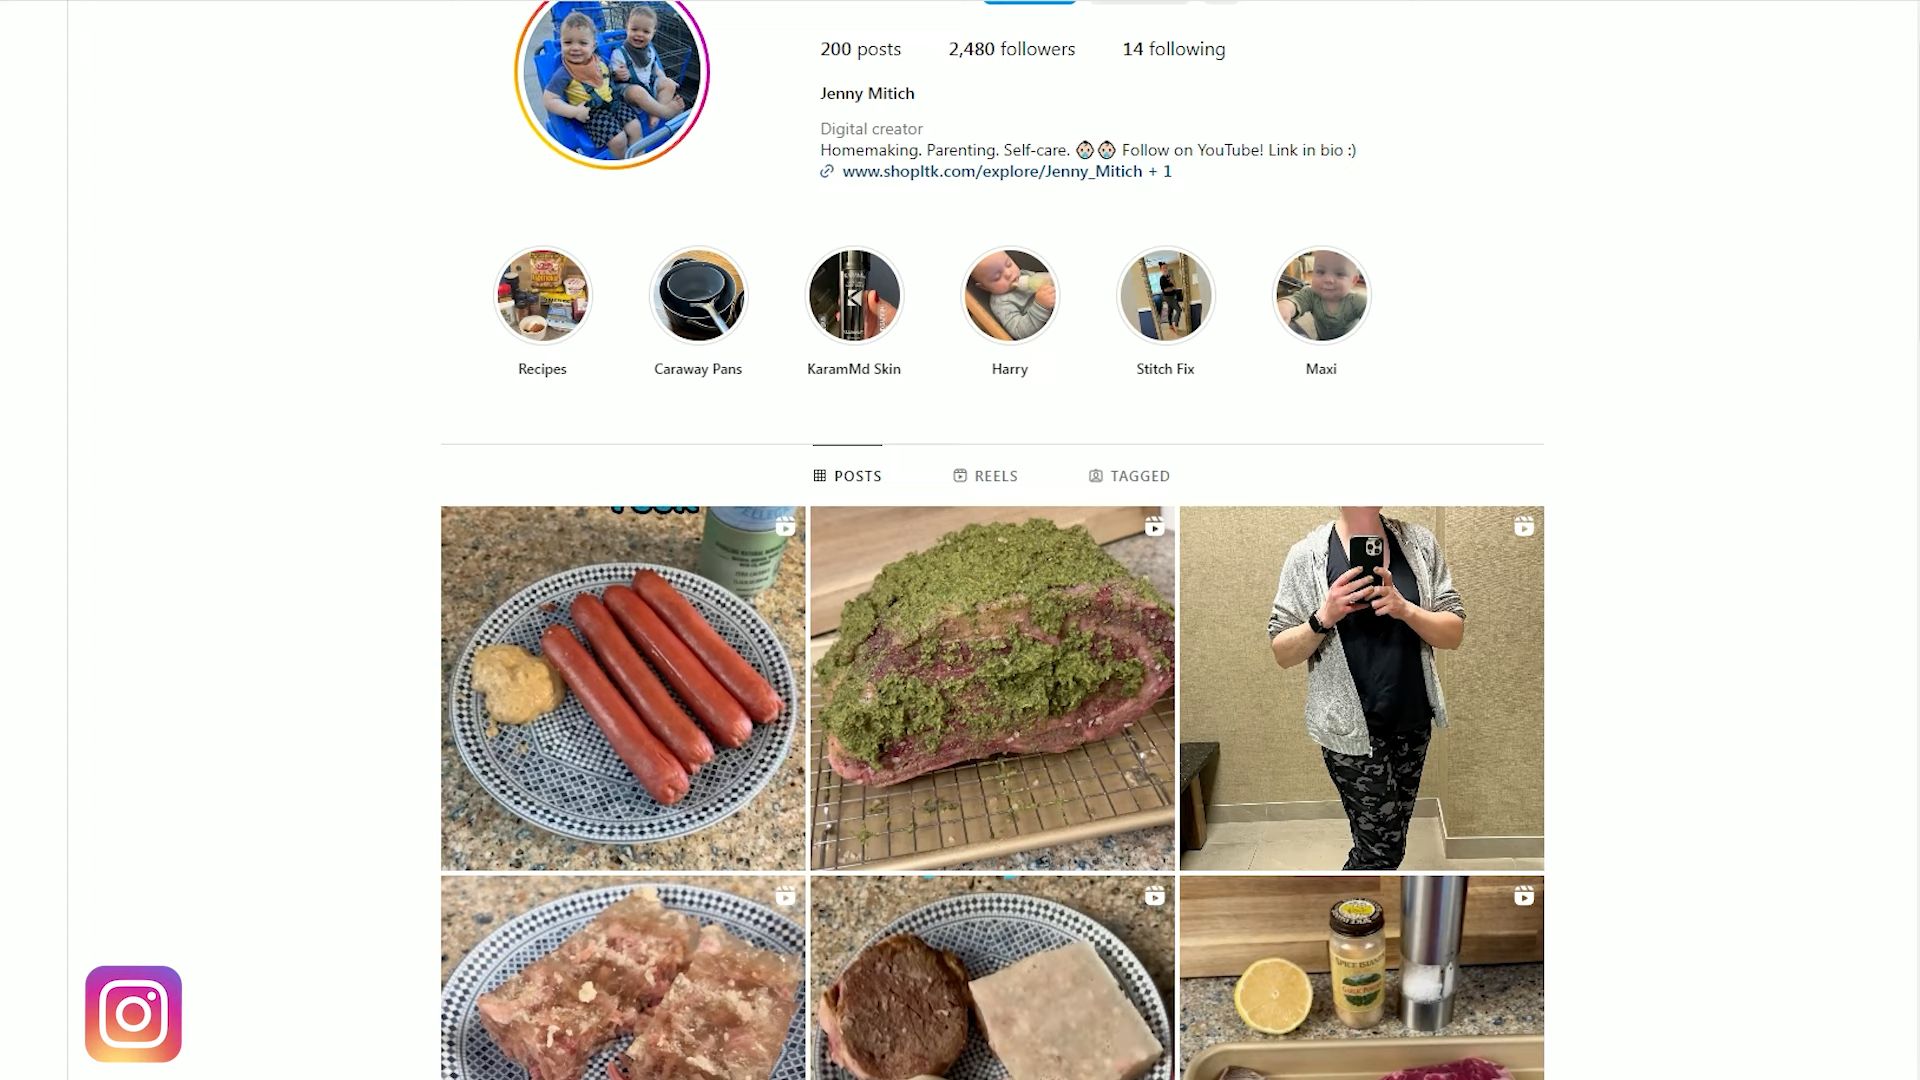 200 posts 2,480 followers 14 following
Jenny Mitich
Digital creator
Homemaking. Parenting. Self-care. 👶🏻👶🏻 Follow on YouTube! Link in bio :)
www.shopltk.com/explore/Jenny_Mitich + 1
Recipes Caraway Pans KaramMd Skin Harry Stitch Fix Maxi
POSTS REELS TAGGED
GARLIC POWDER